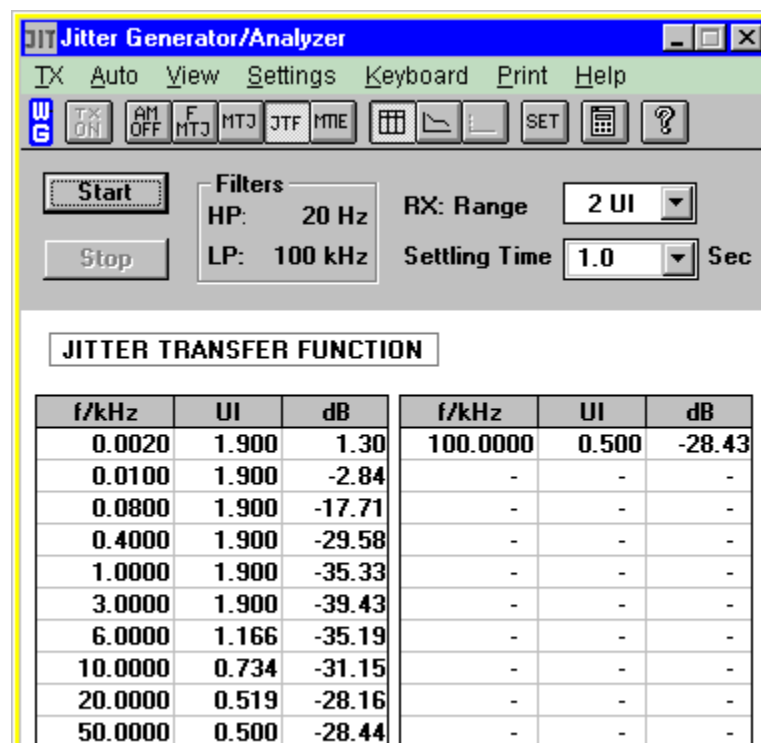 JIT Jitter Generator/Analyzer
TX Auto View Settings Keyboard Print Help
WG TX ON AM OFF F MTJ MTJ JTF MTIE SET ?
Start
Stop
Filters
HP: 20 Hz
LP: 100 kHz
RX: Range 2 UI
Settling Time 1.0 Sec
JITTER TRANSFER FUNCTION
f/kHz UI dB f/kHz UI dB
0.0020 1.900 1.30 100.0000 0.500 -28.43
0.0100 1.900 -2.84 - - -
0.0800 1.900 -17.71 - - -
0.4000 1.900 -29.58 - - -
1.0000 1.900 -35.33 - - -
3.0000 1.900 -39.43 - - -
6.0000 1.166 -35.19 - - -
10.0000 0.734 -31.15 - - -
20.0000 0.519 -28.16 - - -
50.0000 0.500 -28.44 - - -